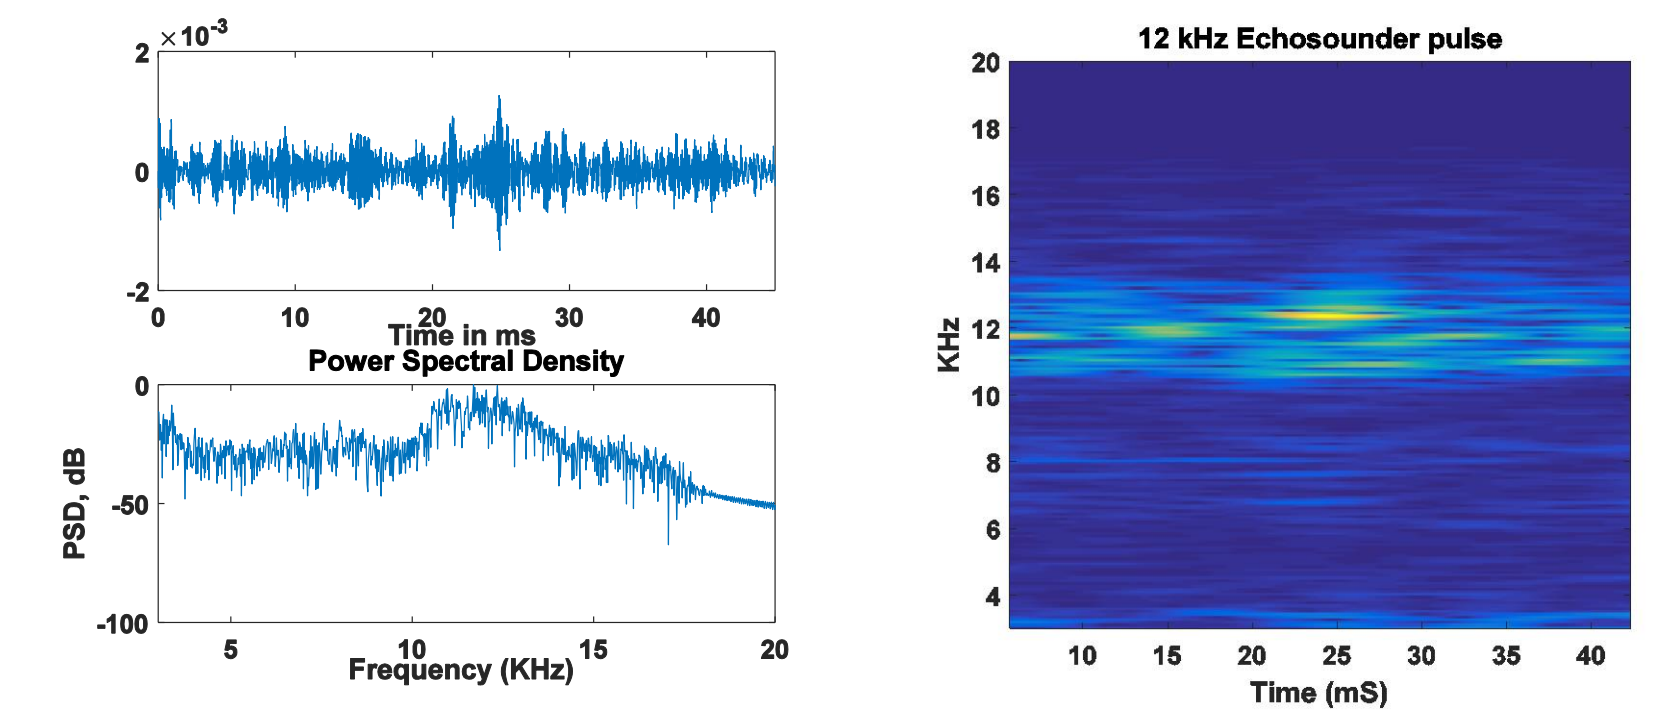 ×10⁻³
2
0
-2
0 10 20 30 40
Time in ms
Power Spectral Density
0
-50
-100
PSD, dB
5 10 15 20
Frequency (KHz)
12 kHz Echosounder pulse
20
18
16
14
12
10
8
6
4
KHz
10 15 20 25 30 35 40
Time (mS)